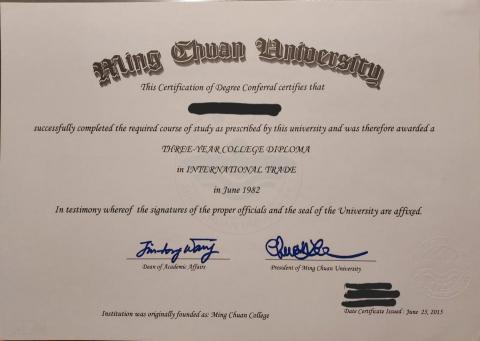 Ming Chuan University
This Certification of Degree Conferral certifies that
successfully completed the required course of study as prescribed by this university and was therefore awarded a
THREE-YEAR COLLEGE DIPLOMA
in INTERNATIONAL TRADE
in June 1982
In testimony whereof the signatures of the proper officials and the seal of the University are affixed.
Dean of Academic Affairs
President of Ming Chuan University
Date Certificate Issued: June 25, 2015
Institution was originally founded as: Ming Chuan College